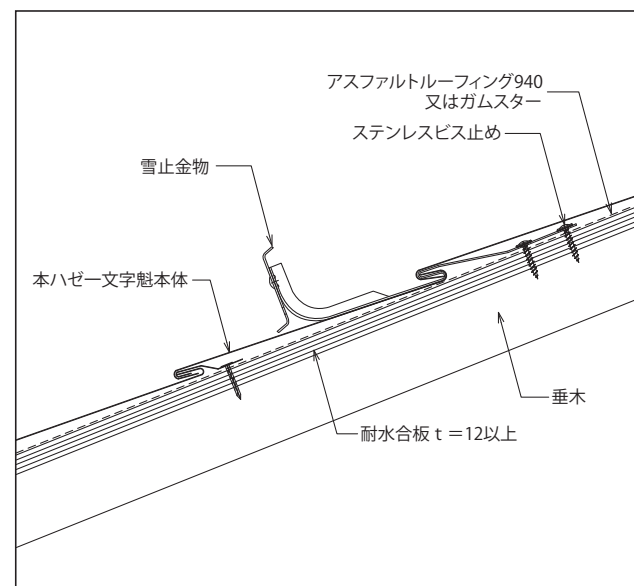 アスファルトルーフィング940
又はガムスター
ステンレスビス止め
雪止金物
本ハゼ一文字魁本体
垂木
耐水合板 t =12以上